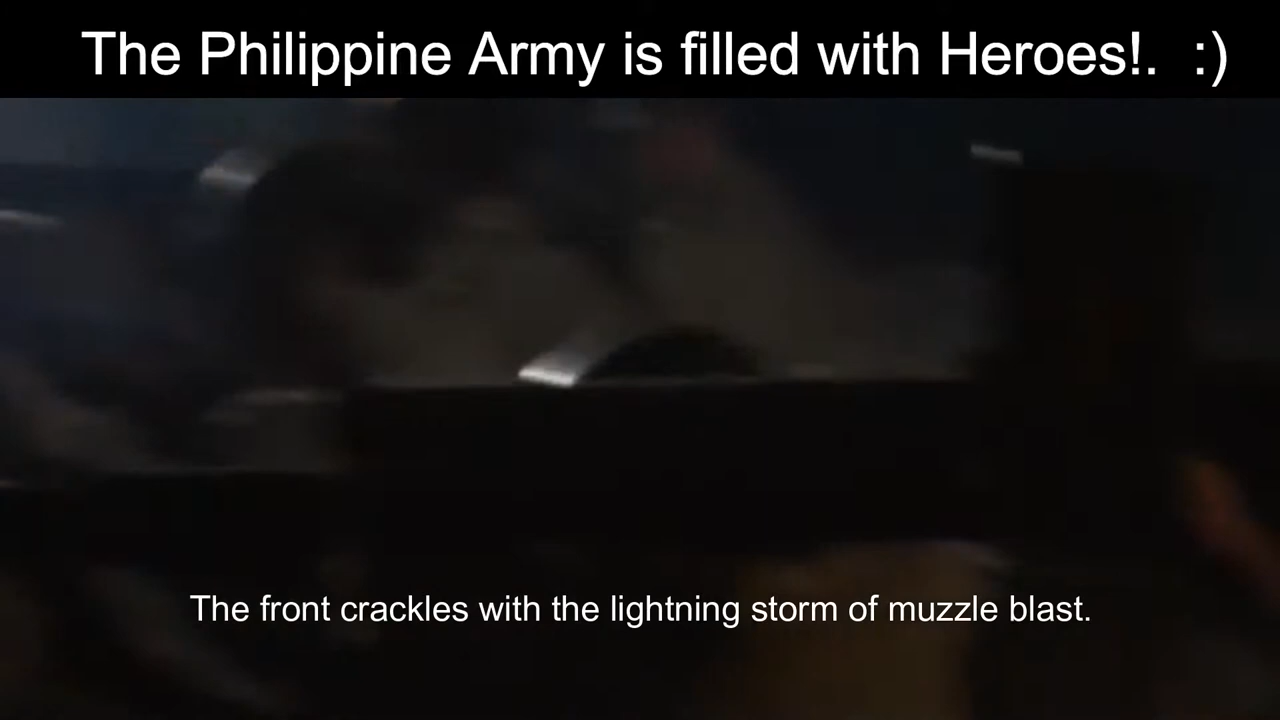 The Philippine Army is filled with Heroes!.  :)
The front crackles with the lightning storm of muzzle blast.